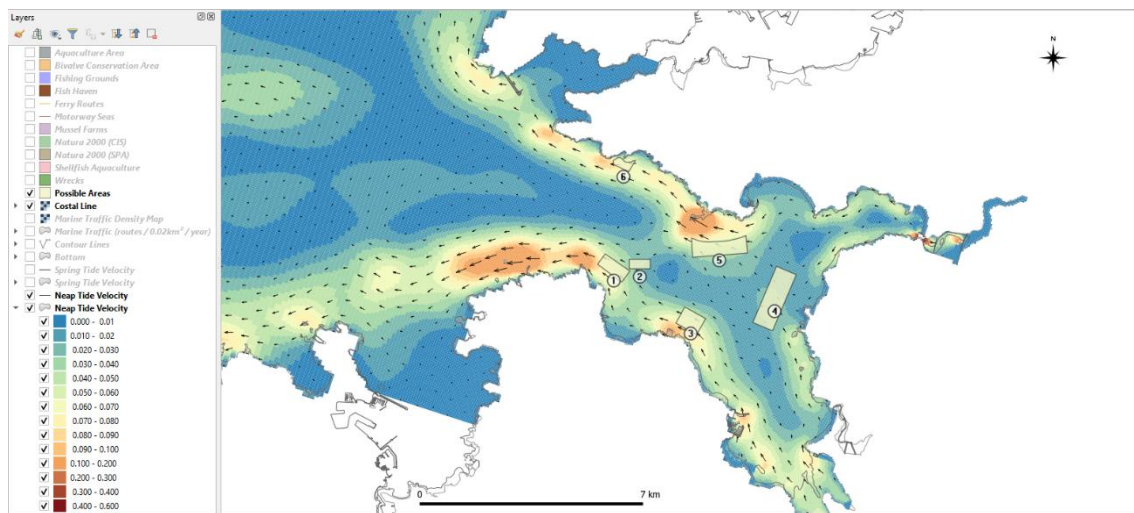 Layers
Aquaculture Area
Bivalve Conservation Area
Fishing Grounds
Fish Haven
Ferry Routes
Motorway Seas
Mussel Farms
Natura 2000 (CIS)
Natura 2000 (SPA)
Shellfish Aquaculture
Wrecks
Possible Areas
Costal Line
Marine Traffic Density Map
Marine Traffic (routes / 0.02km² / year)
Contour Lines
Bottom
Spring Tide Velocity
Spring Tide Velocity
Neap Tide Velocity
Neap Tide Velocity
0.000 - 0.01
0.010 - 0.02
0.020 - 0.030
0.030 - 0.040
0.040 - 0.050
0.050 - 0.060
0.060 - 0.070
0.070 - 0.080
0.080 - 0.090
0.090 - 0.100
0.100 - 0.200
0.200 - 0.300
0.300 - 0.400
0.400 - 0.600
N
6
5
1
2
4
3
0
7 km